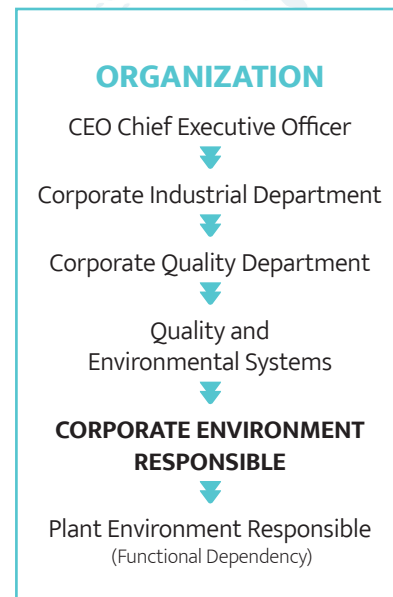 ORGANIZATION
CEO Chief Executive Officer
Corporate Industrial Department
Corporate Quality Department
Quality and
Environmental Systems
CORPORATE ENVIRONMENT
RESPONSIBLE
Plant Environment Responsible
(Functional Dependency)